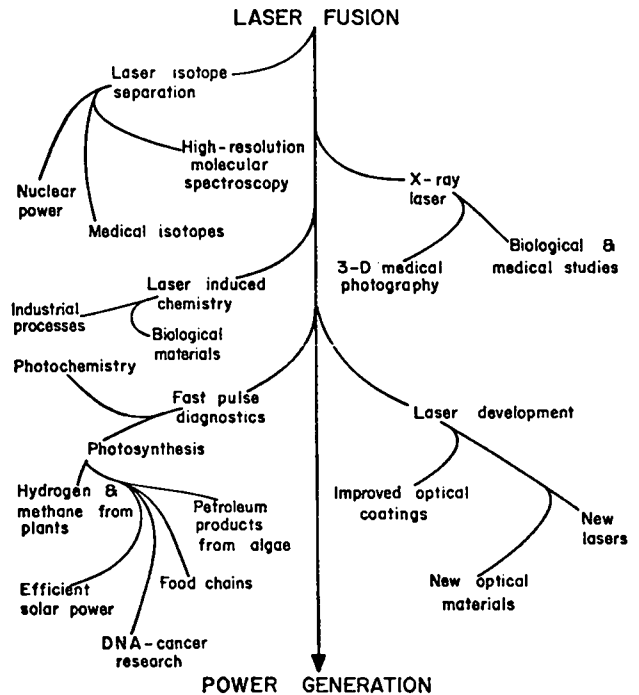 LASER FUSION
Laser isotope
separation
High-resolution
molecular
spectroscopy
Nuclear
power
Medical isotopes
X-ray
laser
3-D medical
photography
Biological &
medical studies
Laser induced
chemistry
Industrial
processes
Biological
materials
Photochemistry
Fast pulse
diagnostics
Photosynthesis
Hydrogen &
methane from
plants
Petroleum
products
from algae
Efficient
solar power
Food chains
DNA-cancer
research
Laser development
Improved optical
coatings
New
lasers
New optical
materials
POWER GENERATION